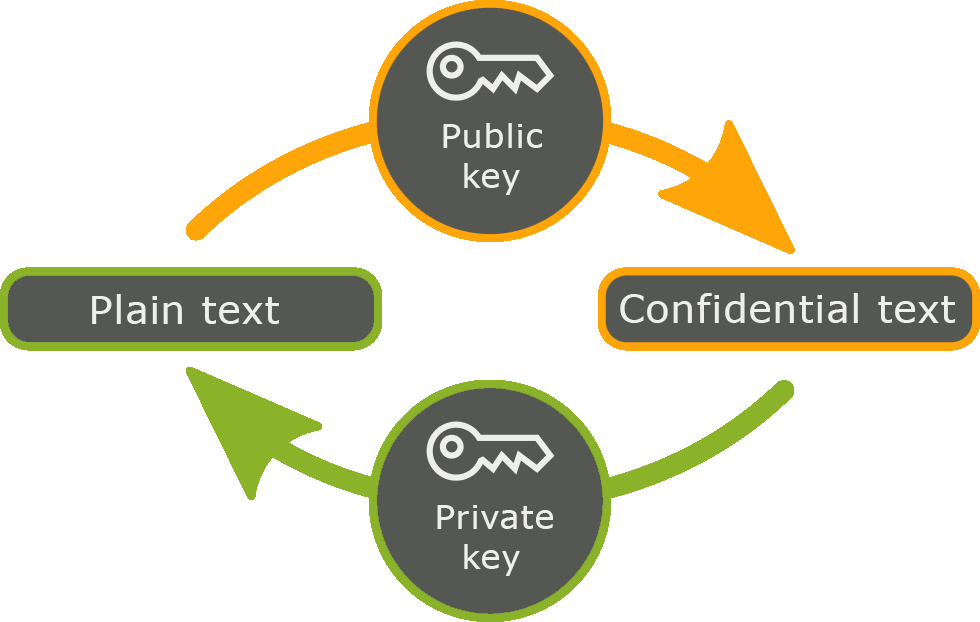 Public
key
Plain text
Confidential text
Private
key